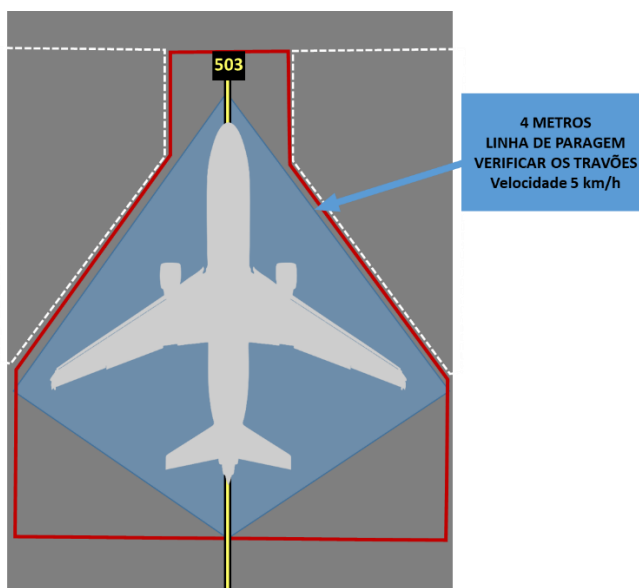 503
4 METROS
LINHA DE PARAGEM
VERIFICAR OS TRAVÕES
Velocidade 5 km/h